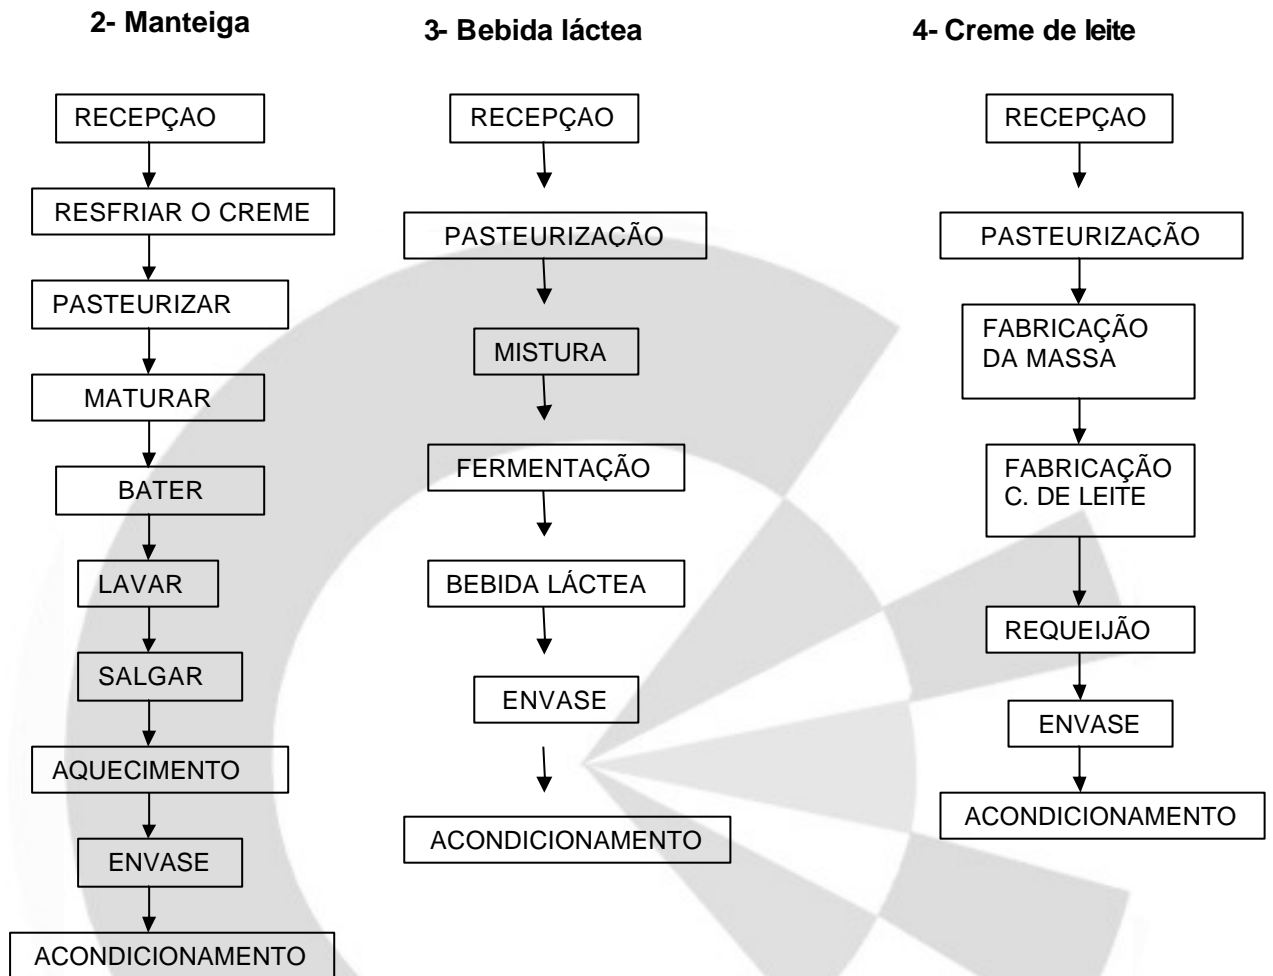 2- Manteiga
RECEPÇAO
RESFRIAR O CREME
PASTEURIZAR
MATURAR
BATER
LAVAR
SALGAR
AQUECIMENTO
ENVASE
ACONDICIONAMENTO
3- Bebida láctea
RECEPÇAO
PASTEURIZAÇÃO
MISTURA
FERMENTAÇÃO
BEBIDA LÁCTEA
ENVASE
ACONDICIONAMENTO
4- Creme de leite
RECEPÇAO
PASTEURIZAÇÃO
FABRICAÇÃO
DA MASSA
FABRICAÇÃO
C. DE LEITE
REQUEIJÃO
ENVASE
ACONDICIONAMENTO